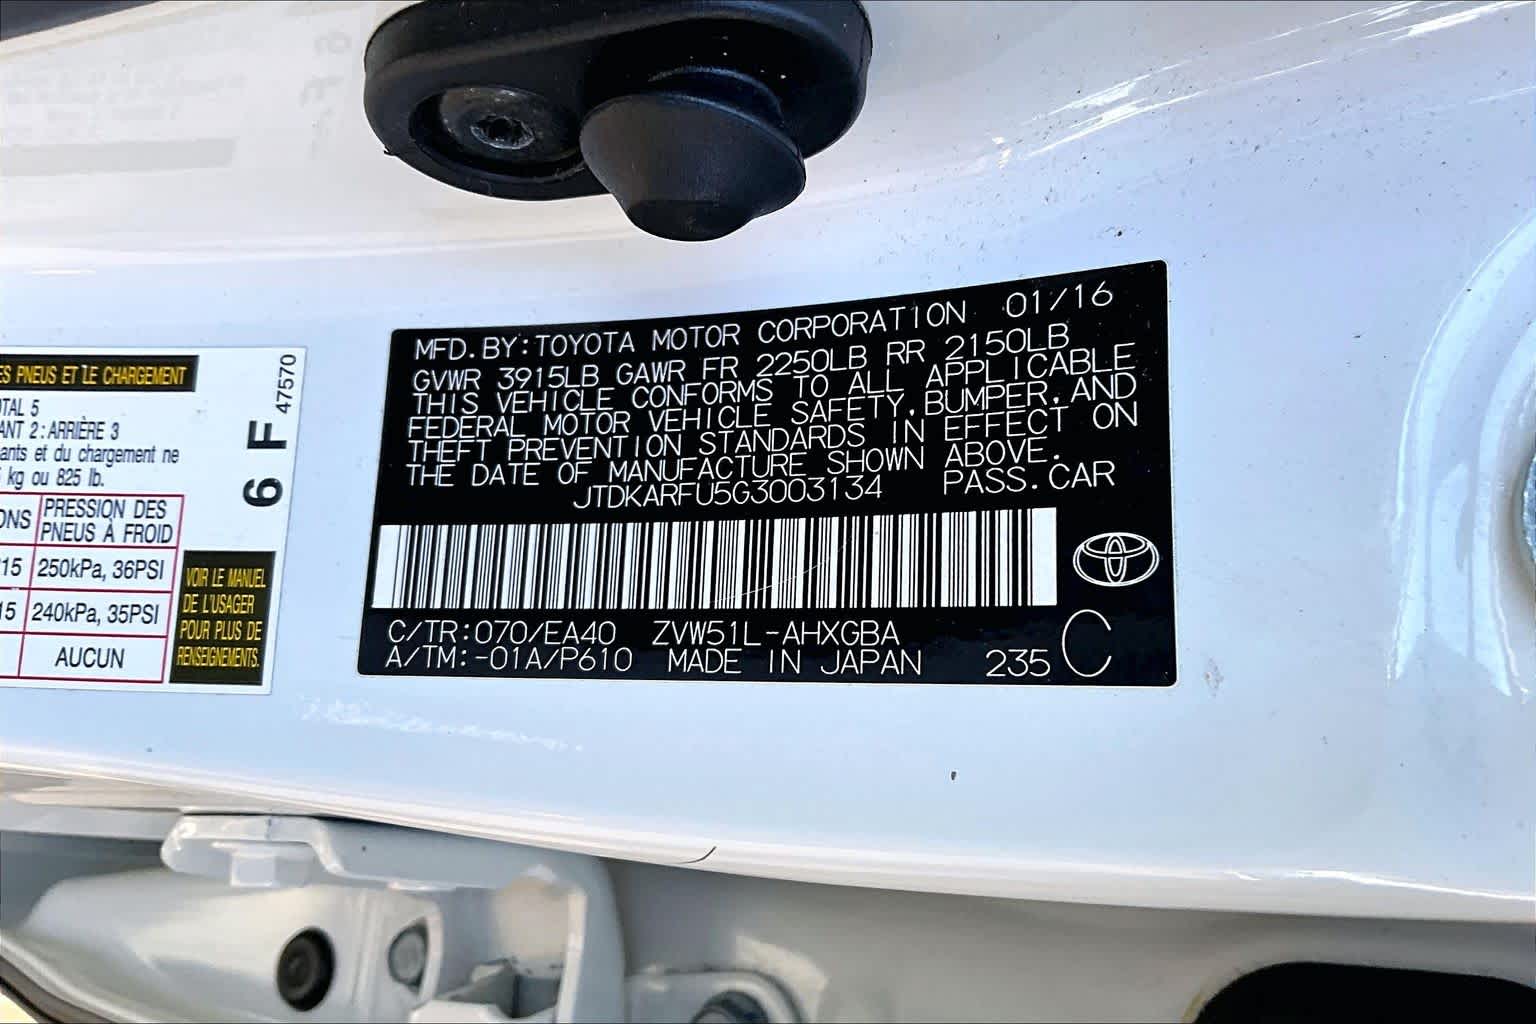 ES PNEUS ET LE CHARGEMENT
TOTAL 5
ANT 2 : ARRIÈRE 3
ants et du chargement ne
kg ou 825 lb.
ONS PRESSION DES PNEUS À FROID
215 250kPa, 36PSI
15 240kPa, 35PSI
AUCUN
6 F 47570
VOIR LE MANUEL
DE L'USAGER
POUR PLUS DE
RENSEIGNEMENTS.
MFD. BY: TOYOTA MOTOR CORPORATION 01/16
GVWR 3915LB GAWR FR 2250LB RR 2150LB
THIS VEHICLE CONFORMS TO ALL APPLICABLE
FEDERAL MOTOR VEHICLE SAFETY, BUMPER, AND
THEFT PREVENTION STANDARDS IN EFFECT ON
THE DATE OF MANUFACTURE SHOWN ABOVE.
JTDKARFU5G3003134 PASS. CAR
C/TR: 070/EA40 ZVW51L-AHXGBA
A/TM: -01A/P610 MADE IN JAPAN 235 C